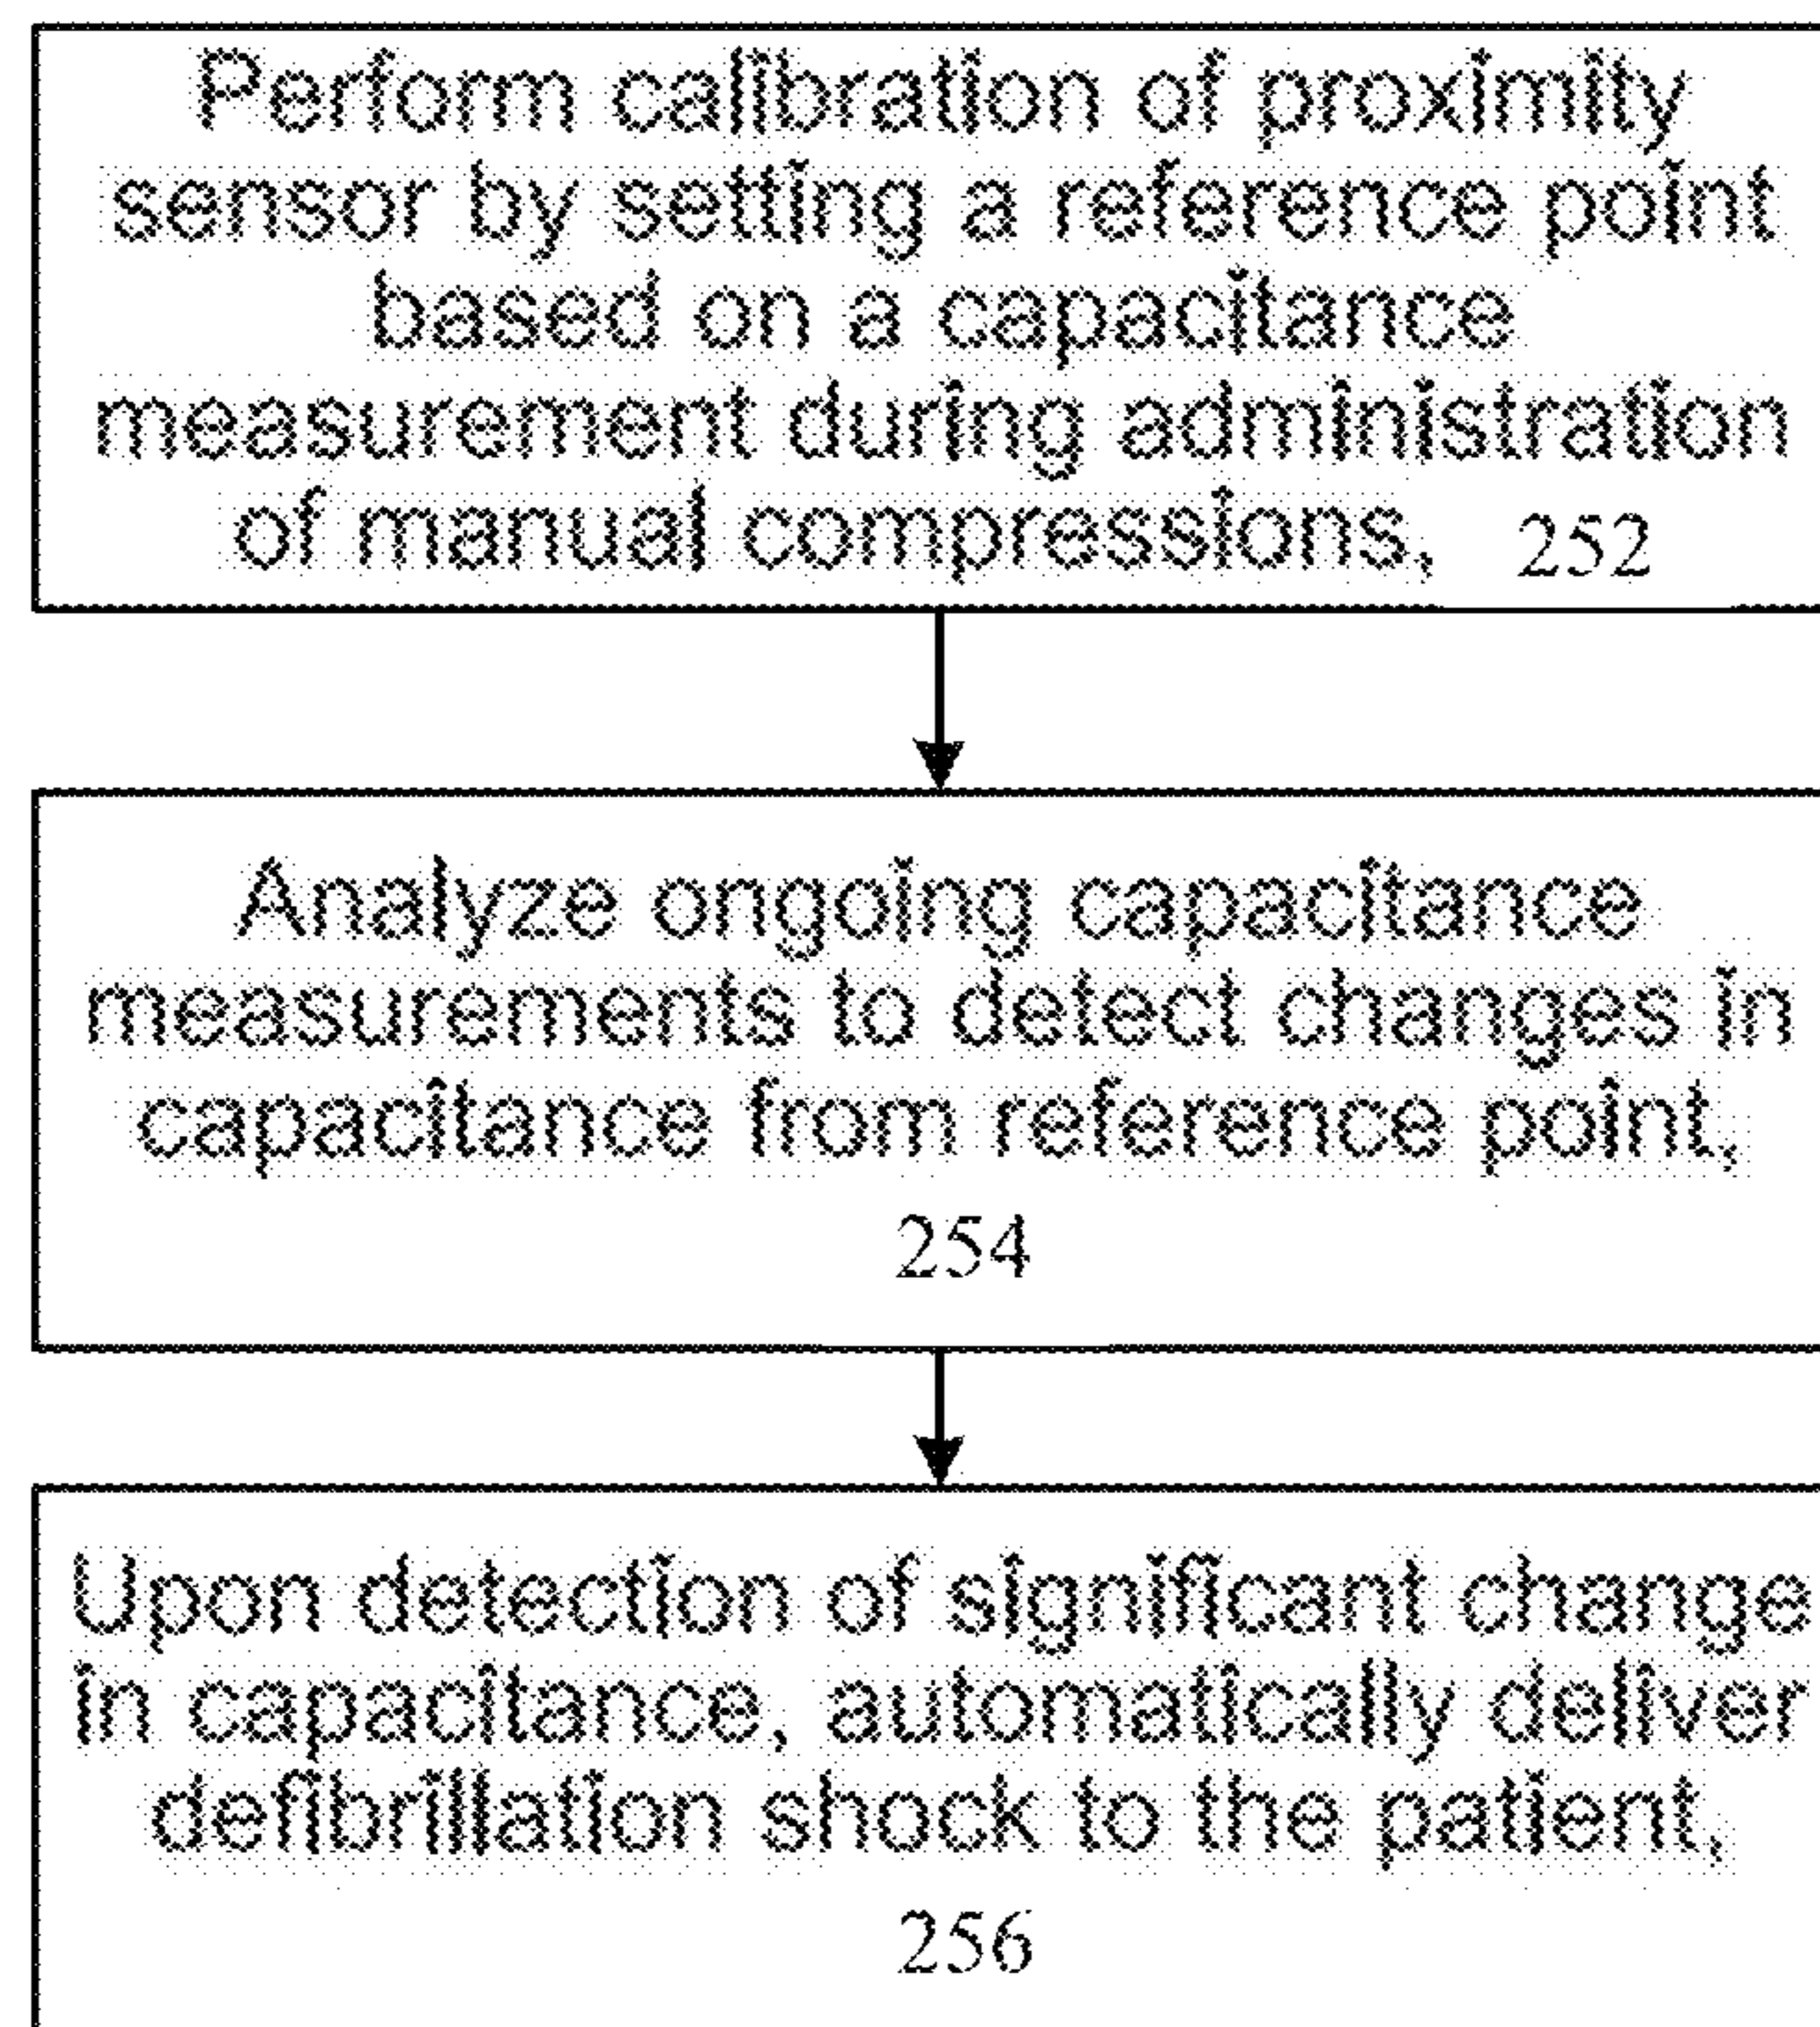 Perform calibration of proximity
sensor by setting a reference point
based on a capacitance
measurement during administration
of manual compressions, 252
Analyze ongoing capacitance
measurements to detect changes in
capacitance from reference point,
254
Upon detection of significant change
in capacitance, automatically deliver
defibrillation shock to the patient,
256